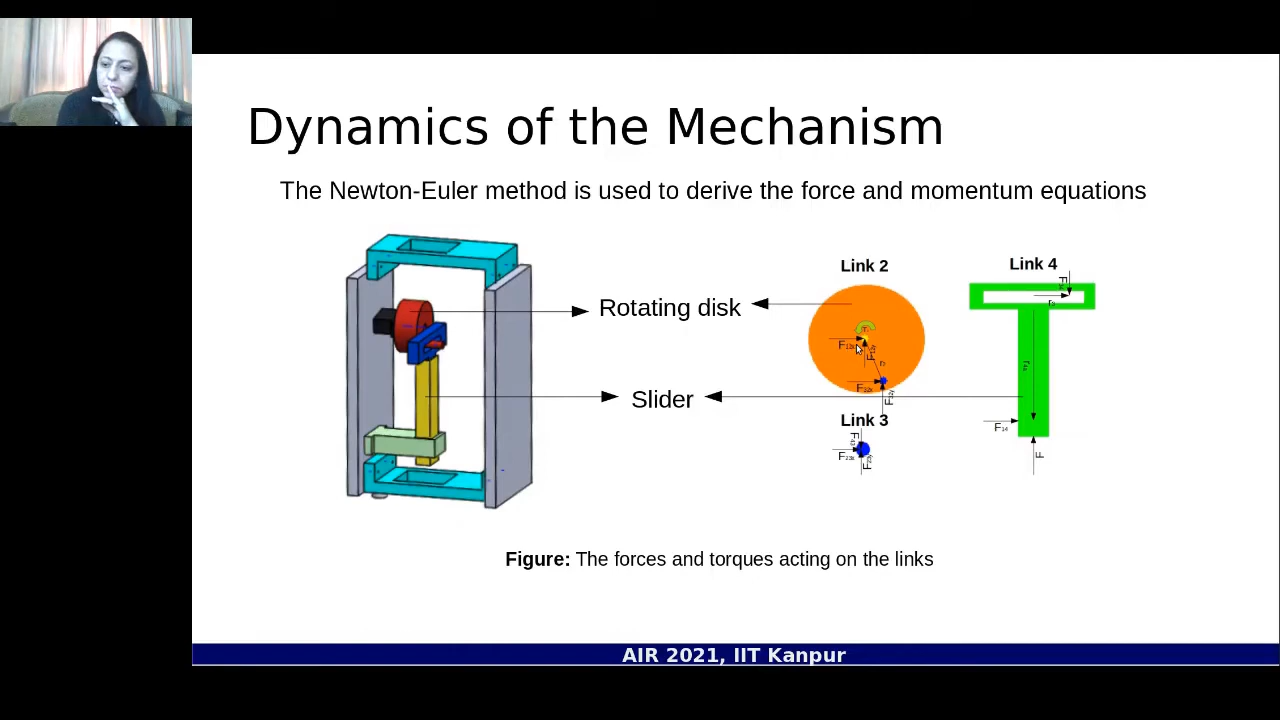 Dynamics of the Mechanism
The Newton-Euler method is used to derive the force and momentum equations
Link 2
Link 4
Rotating disk
Slider
Link 3
F14
F
Figure: The forces and torques acting on the links
AIR 2021, IIT Kanpur